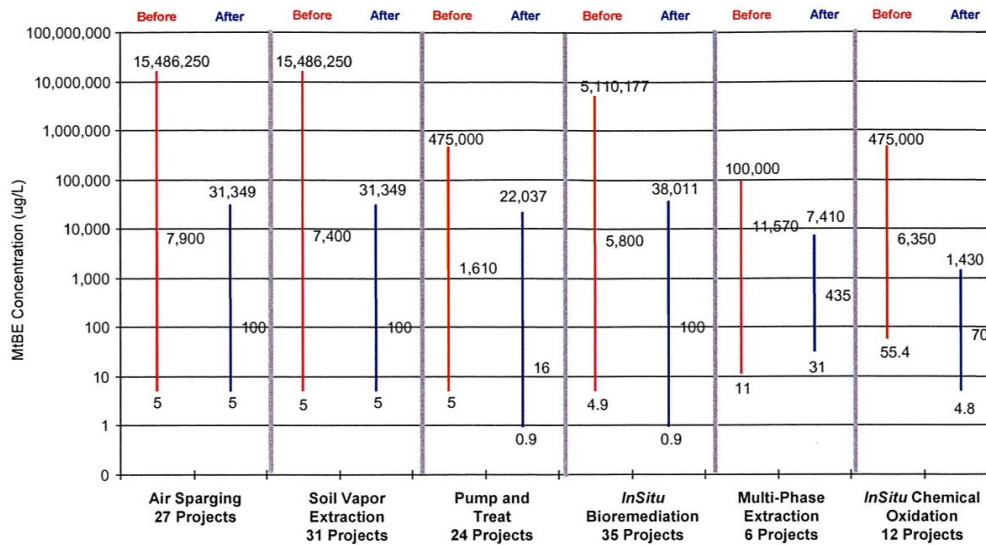 Before After Before After Before After Before After Before After Before After
100,000,000
10,000,000
1,000,000
100,000
10,000
1,000
100
10
1
0
MtBE Concentration (ug/L)
15,486,250
7,900
5
31,349
100
5
15,486,250
7,400
5
31,349
100
5
475,000
1,610
5
22,037
16
0.9
5,110,177
5,800
4.9
38,011
100
0.9
100,000
11,570
11
7,410
435
31
475,000
6,350
55.4
1,430
70
4.8
Air Sparging
27 Projects
Soil Vapor
Extraction
31 Projects
Pump and
Treat
24 Projects
InSitu
Bioremediation
35 Projects
Multi-Phase
Extraction
6 Projects
InSitu Chemical
Oxidation
12 Projects